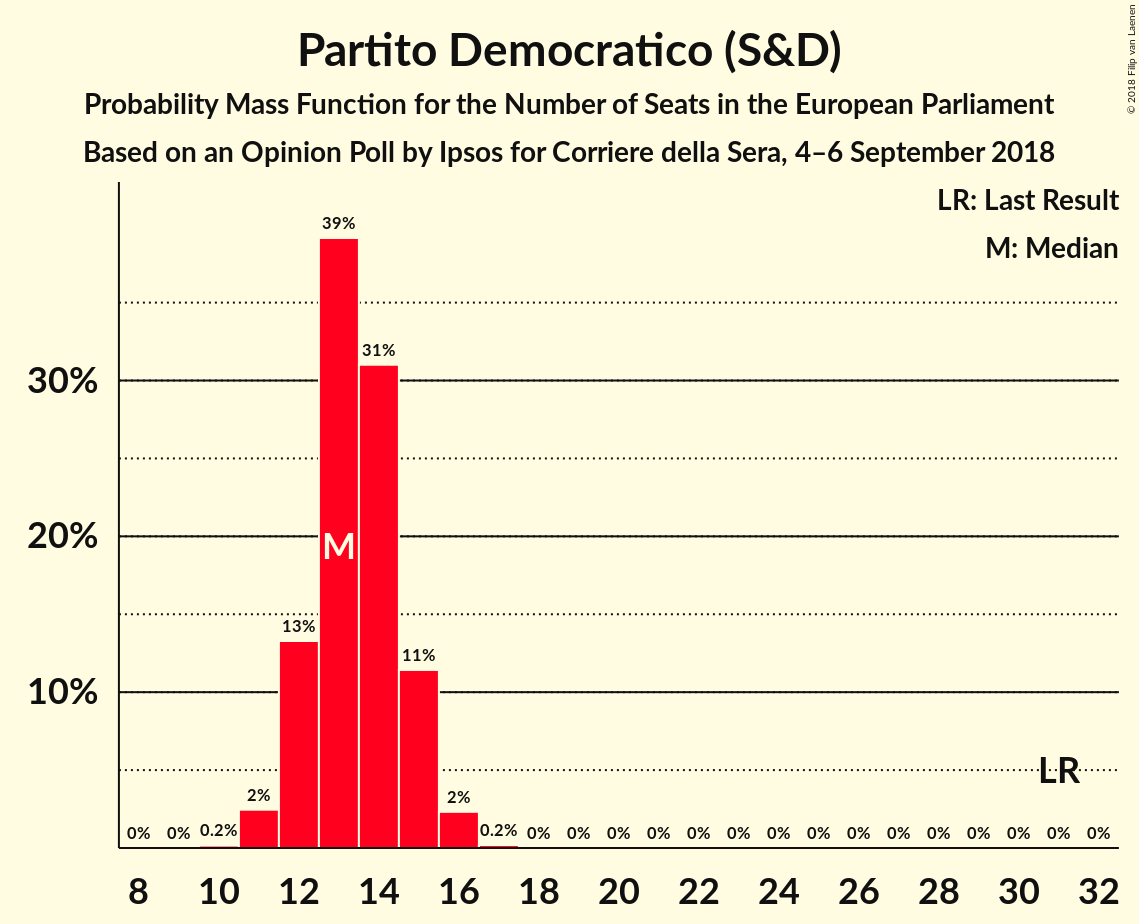 Partito Democratico (S&D)
Probability Mass Function for the Number of Seats in the European Parliament
Based on an Opinion Poll by Ipsos for Corriere della Sera, 4–6 September 2018
© 2018 Filip van Laenen
LR: Last Result
M: Median
39%
31%
30%
20%
M
13%
11%
10%
LR
0% 0% 0.2% 2% 2% 0.2% 0% 0% 0% 0% 0% 0% 0% 0% 0% 0% 0% 0% 0% 0% 0%
8 10 12 14 16 18 20 22 24 26 28 30 32